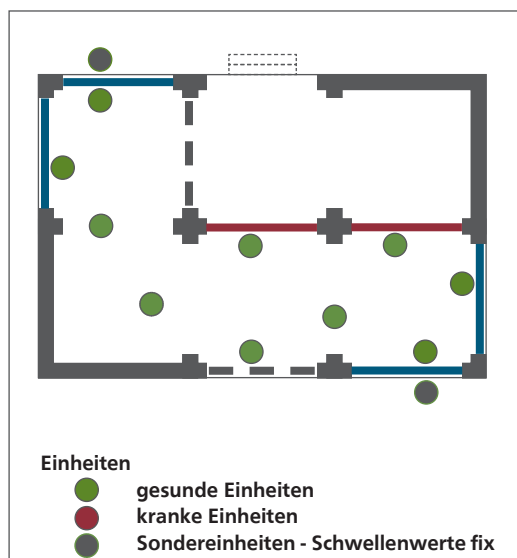 Einheiten
gesunde Einheiten
kranke Einheiten
Sondereinheiten - Schwellenwerte fix